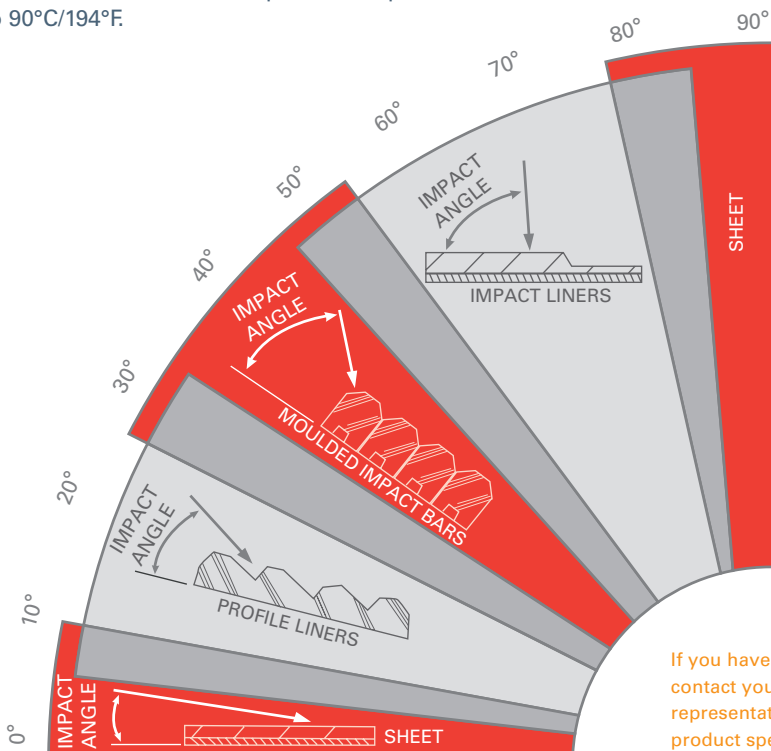 90°C/194°F.
0°
10°
20°
30°
40°
50°
60°
70°
80°
90°
IMPACT
ANGLE
SHEET
IMPACT
ANGLE
PROFILE LINERS
IMPACT
ANGLE
MOULDED IMPACT BARS
IMPACT
ANGLE
IMPACT LINERS
SHEET
If you have
contact you
representat
product spe